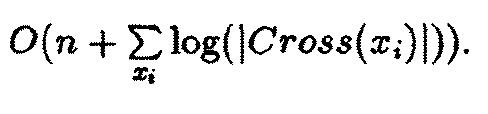 O(n + ∑_{x_i} log(|Cross(x_i)|)).